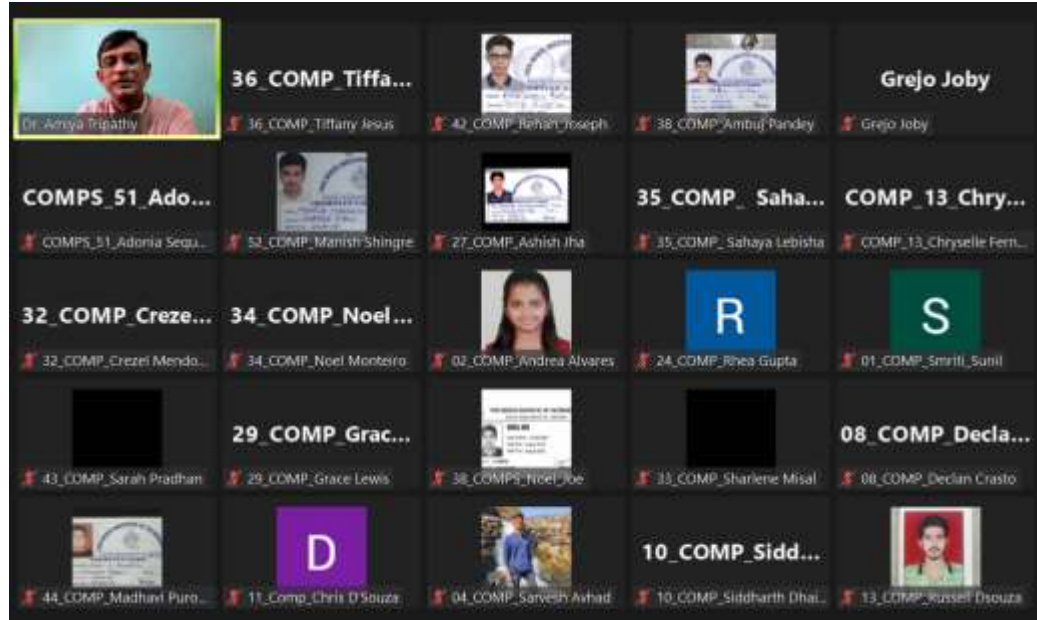 Dr. Amiya Tripathy
36_COMP_Tiffa...
36_COMP_Tiffany Jesus
42_COMP_Rehan_Joseph
38_COMP_Ambuj Pandey
Grejo Joby
Grejo Joby
COMPS_51_Ado...
COMPS_51_Adonia Sequ...
52_COMP_Manish Shingre
27_COMP_Ashish Jha
35_COMP_ Saha...
35_COMP_ Sahaya Lebisha
COMP_13_Chry...
COMP_13_Chryselle Fern...
32_COMP_Creze...
32_COMP_Crezel Mendo...
34_COMP_Noel...
34_COMP_Noel Monteiro
02_COMP_Andrea Alvares
R
24_COMP_Rhea Gupta
S
01_COMP_Smriti_Sunil
43_COMP_Sarah Pradhan
29_COMP_Grac...
29_COMP_Grace Lewis
38_COMPS_Noel_Joe
33_COMP_Sharlene Misal
08_COMP_Decla...
08_COMP_Declan Crasto
44_COMP_Madhavi Puro...
D
11_Comp_Chris D'Souza
04_COMP_Sarvesh Avhad
10_COMP_Sidd...
10_COMP_Siddharth Dhai...
13_COMP_Russell Dsouza